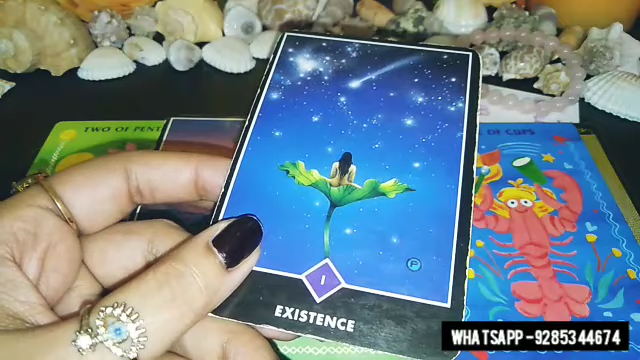 TWO OF PENT
OF CUPS
I
EXISTENCE
WHATSAPP-9285344674